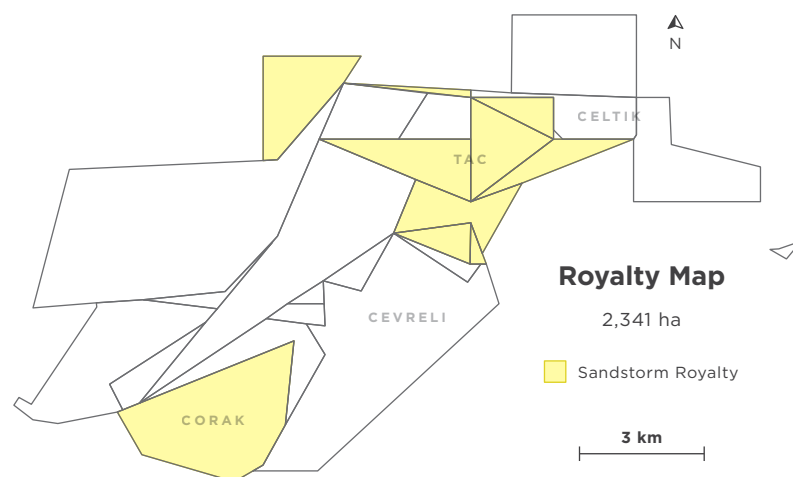 N
CELTIK
TAC
CEVRELI
CORAK
Royalty Map
2,341 ha
Sandstorm Royalty
3 km